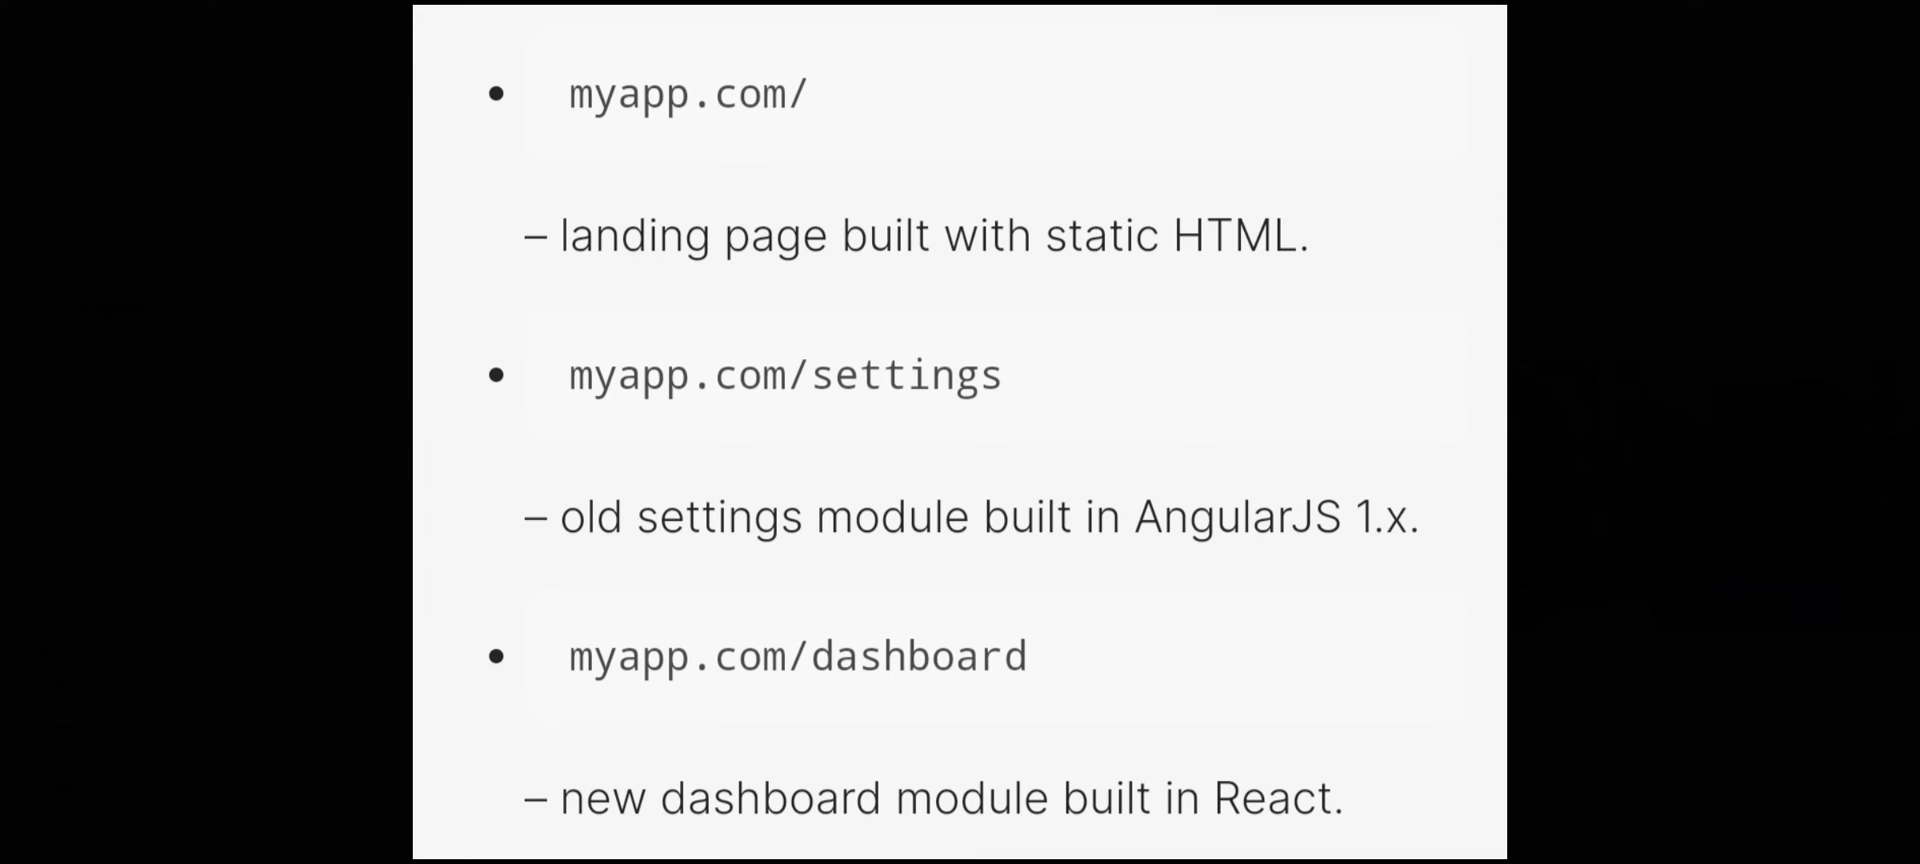 • myapp.com/
– landing page built with static HTML.
• myapp.com/settings
– old settings module built in AngularJS 1.x.
• myapp.com/dashboard
– new dashboard module built in React.